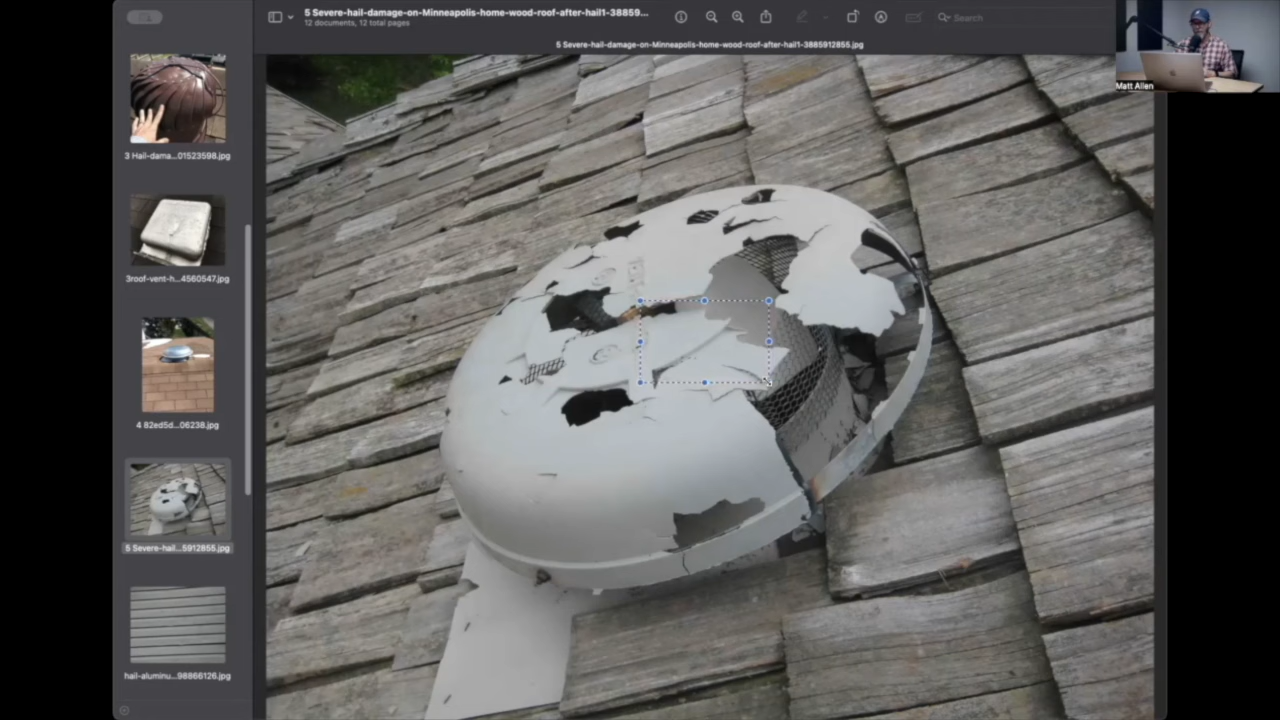 5 Severe-hail-damage-on-Minneapolis-home-wood-roof-after-hail1-38859...
12 documents, 12 total pages
Search
5 Severe-hail-damage-on-Minneapolis-home-wood-roof-after-hail1-3885912855.jpg
Matt Allen
3 Hail-dama...01523598.jpg
3roof-vent-h...4560547.jpg
4 82ed5d...06238.jpg
5 Severe-hail...5912855.jpg
hail-aluminu...98866126.jpg